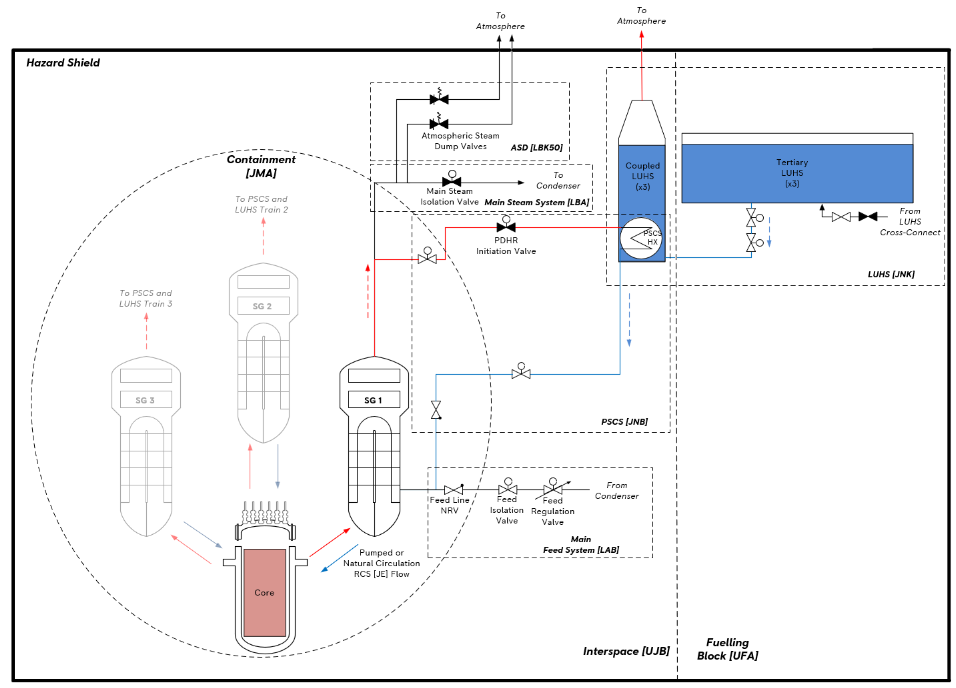 To
Atmosphere
To
Atmosphere
Hazard Shield
Atmospheric Steam
Dump Valves
ASD [LBK50]
Containment
[JMA]
To
Condenser
Main Steam
Isolation Valve
Main Steam System [LBA]
Coupled
LUHS
(x3)
Tertiary
LUHS
(x3)
To PSCS and
LUHS Train 2
PDHR
Initiation Valve
PSCS
HX
From
LUHS
Cross-Connect
LUHS [JNK]
To PSCS and
LUHS Train 3
SG 2
SG 3
SG 1
PSCS [JNB]
Feed Line
NRV
Feed
Isolation
Valve
Feed
Regulation
Valve
From
Condenser
Main
Feed System [LAB]
Pumped or
Natural Circulation
RCS [JE] Flow
Core
Interspace [UJB]
Fuelling
Block [UFA]